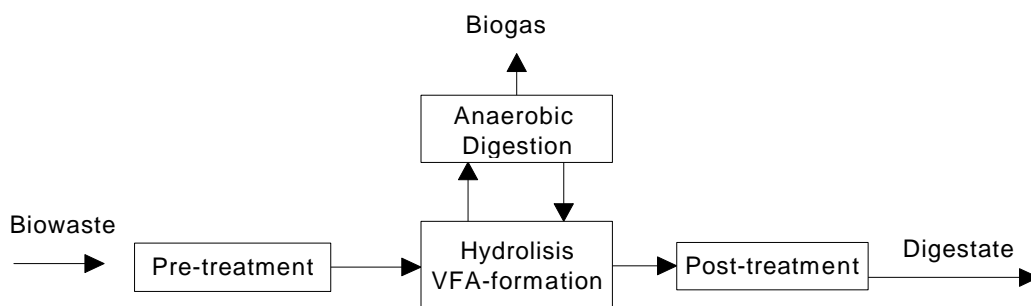 Biogas
Anaerobic
Digestion
Biowaste
Pre-treatment
Hydrolisis
VFA-formation
Post-treatment
Digestate